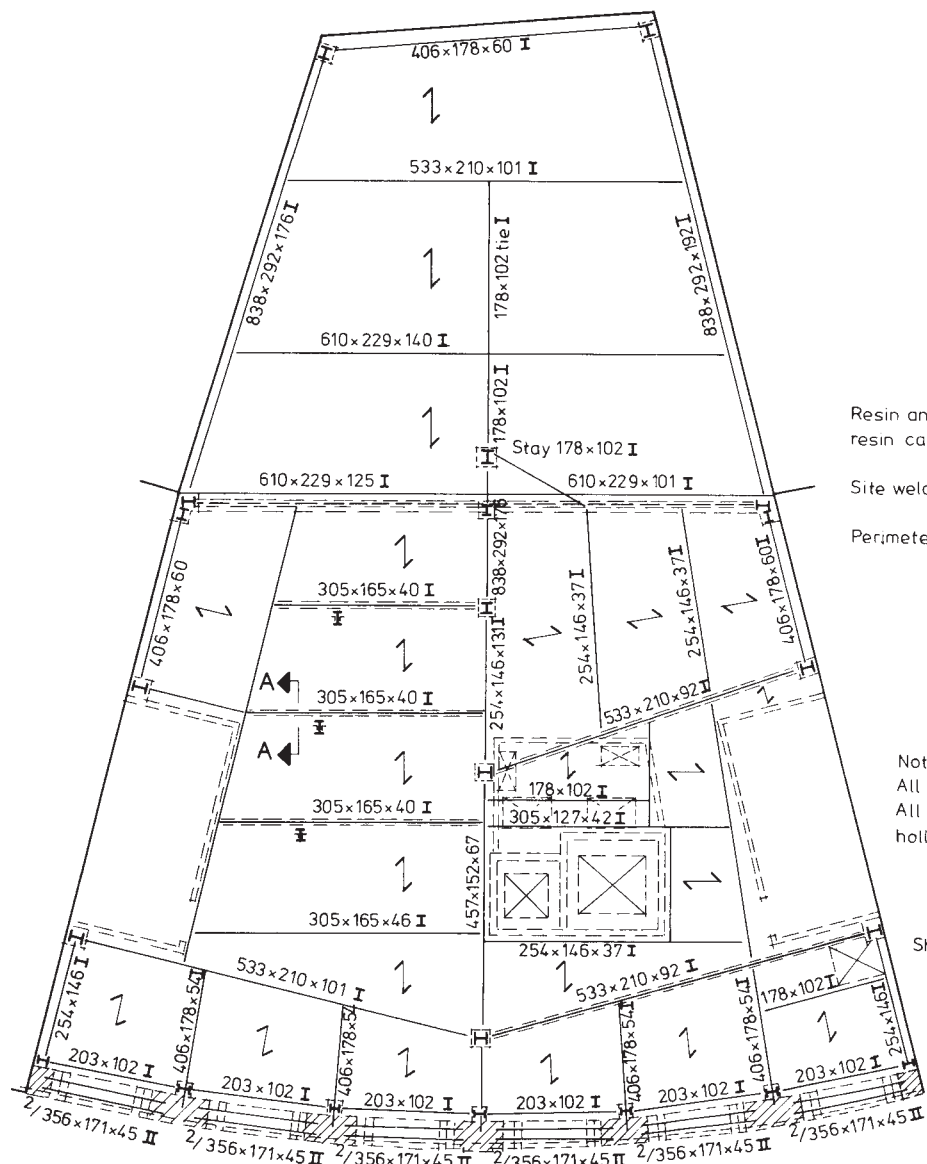 406×178×60 I
533×210×101 I
838×292×176 I
178×102 tie I
838×292×192 I
610×229×140 I
178×102 I
Stay 178×102 I
610×229×125 I
610×229×101 I
Resin an
resin ca
Site weld
Perimete
406×178×60
305×165×40 I
838×292×176
254×146×131 I
254×146×37 I
254×146×37 I
406×178×60 I
A
A
305×165×40 I
533×210×92 I
178×102 I
305×127×42 I
305×165×40 I
457×152×67
Not
All
All
holl
305×165×46 I
254×146×37 I
Sh
254×146 I
533×210×101 I
533×210×92 I
406×178×54 I
406×178×54
406×178×54 I
406×178×54 I
178×102 I
254×146 I
203×102 I
203×102 I
203×102 I
203×102 I
203×102 I
203×102 I
2/356×171×45 II
2/356×171×45 II
2/356×171×45 II
2/356×171×45 II
2/356×171×45 II
2/356×171×45 II